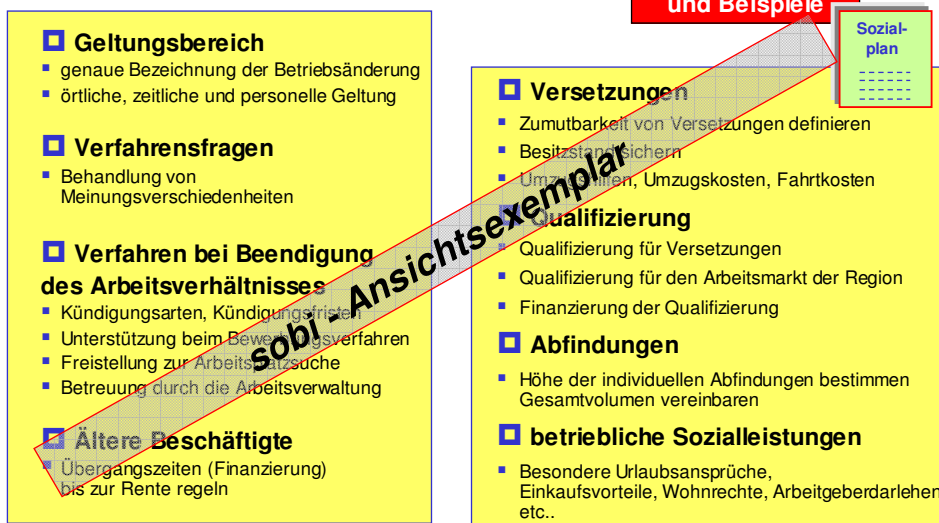 und Beispiele
Sozial-
plan
Geltungsbereich
genaue Bezeichnung der Betriebsänderung
örtliche, zeitliche und personelle Geltung
Verfahrensfragen
Behandlung von
Meinungsverschiedenheiten
Verfahren bei Beendigung
des Arbeitsverhältnisses
Kündigungsarten, Kündigungsfristen
Unterstützung beim Bewerbungsverfahren
Freistellung zur Arbeitsplatzsuche
Betreuung durch die Arbeitsverwaltung
Ältere Beschäftigte
Übergangszeiten (Finanzierung)
bis zur Rente regeln
Versetzungen
Zumutbarkeit von Versetzungen definieren
Besitzstand sichern
Umzugshilfen, Umzugskosten, Fahrtkosten
Qualifizierung
Qualifizierung für Versetzungen
Qualifizierung für den Arbeitsmarkt der Region
Finanzierung der Qualifizierung
Abfindungen
Höhe der individuellen Abfindungen bestimmen
Gesamtvolumen vereinbaren
betriebliche Sozialleistungen
Besondere Urlaubsansprüche,
Einkaufsvorteile, Wohnrechte, Arbeitgeberdarlehen
etc..
sobi - Ansichtsexemplar